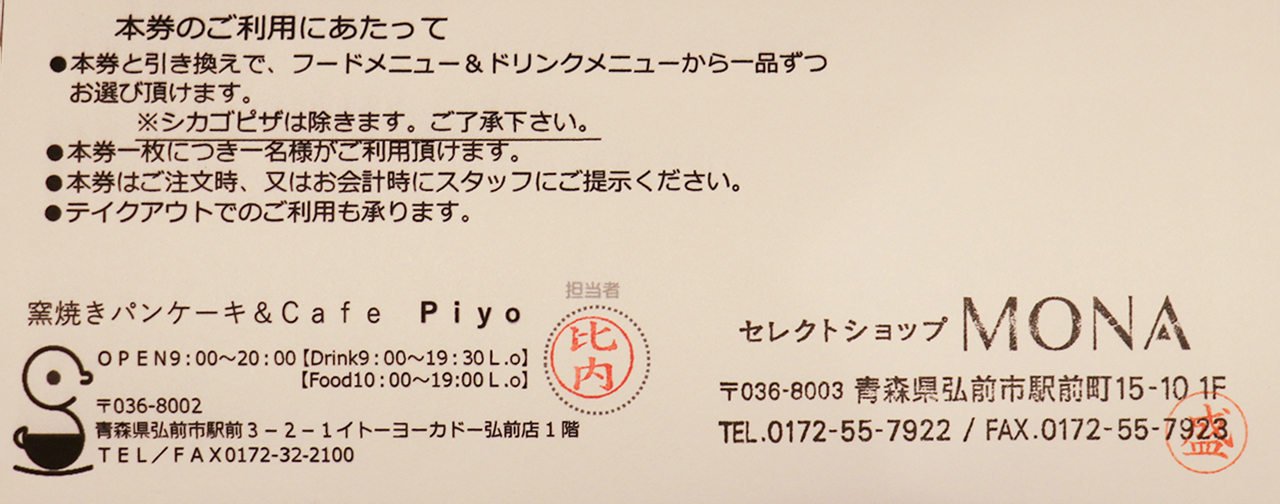 本券のご利用にあたって
●本券と引き換えで、フードメニュー＆ドリンクメニューから一品ずつ
お選び頂けます。
※シカゴピザは除きます。ご了承下さい。
●本券一枚につき一名様がご利用頂けます。
●本券はご注文時、又はお会計時にスタッフにご提示ください。
●テイクアウトでのご利用も承ります。
窯焼きパンケーキ＆Ｃａｆｅ Ｐｉｙｏ
ＯＰＥＮ9：00～20：00【Drink9：00～19：30Ｌ.ｏ】
【Food10：00～19:00Ｌ.ｏ】
〒036-8002
青森県弘前市駅前３－２－１イトーヨーカドー弘前店１階
ＴＥＬ／ＦＡＸ0172-32-2100
担当者
比内
セレクトショップ MONA
〒036-8003 青森県弘前市駅前町15-10 1F
TEL.0172-55-7922 / FAX.0172-55-7923
盛